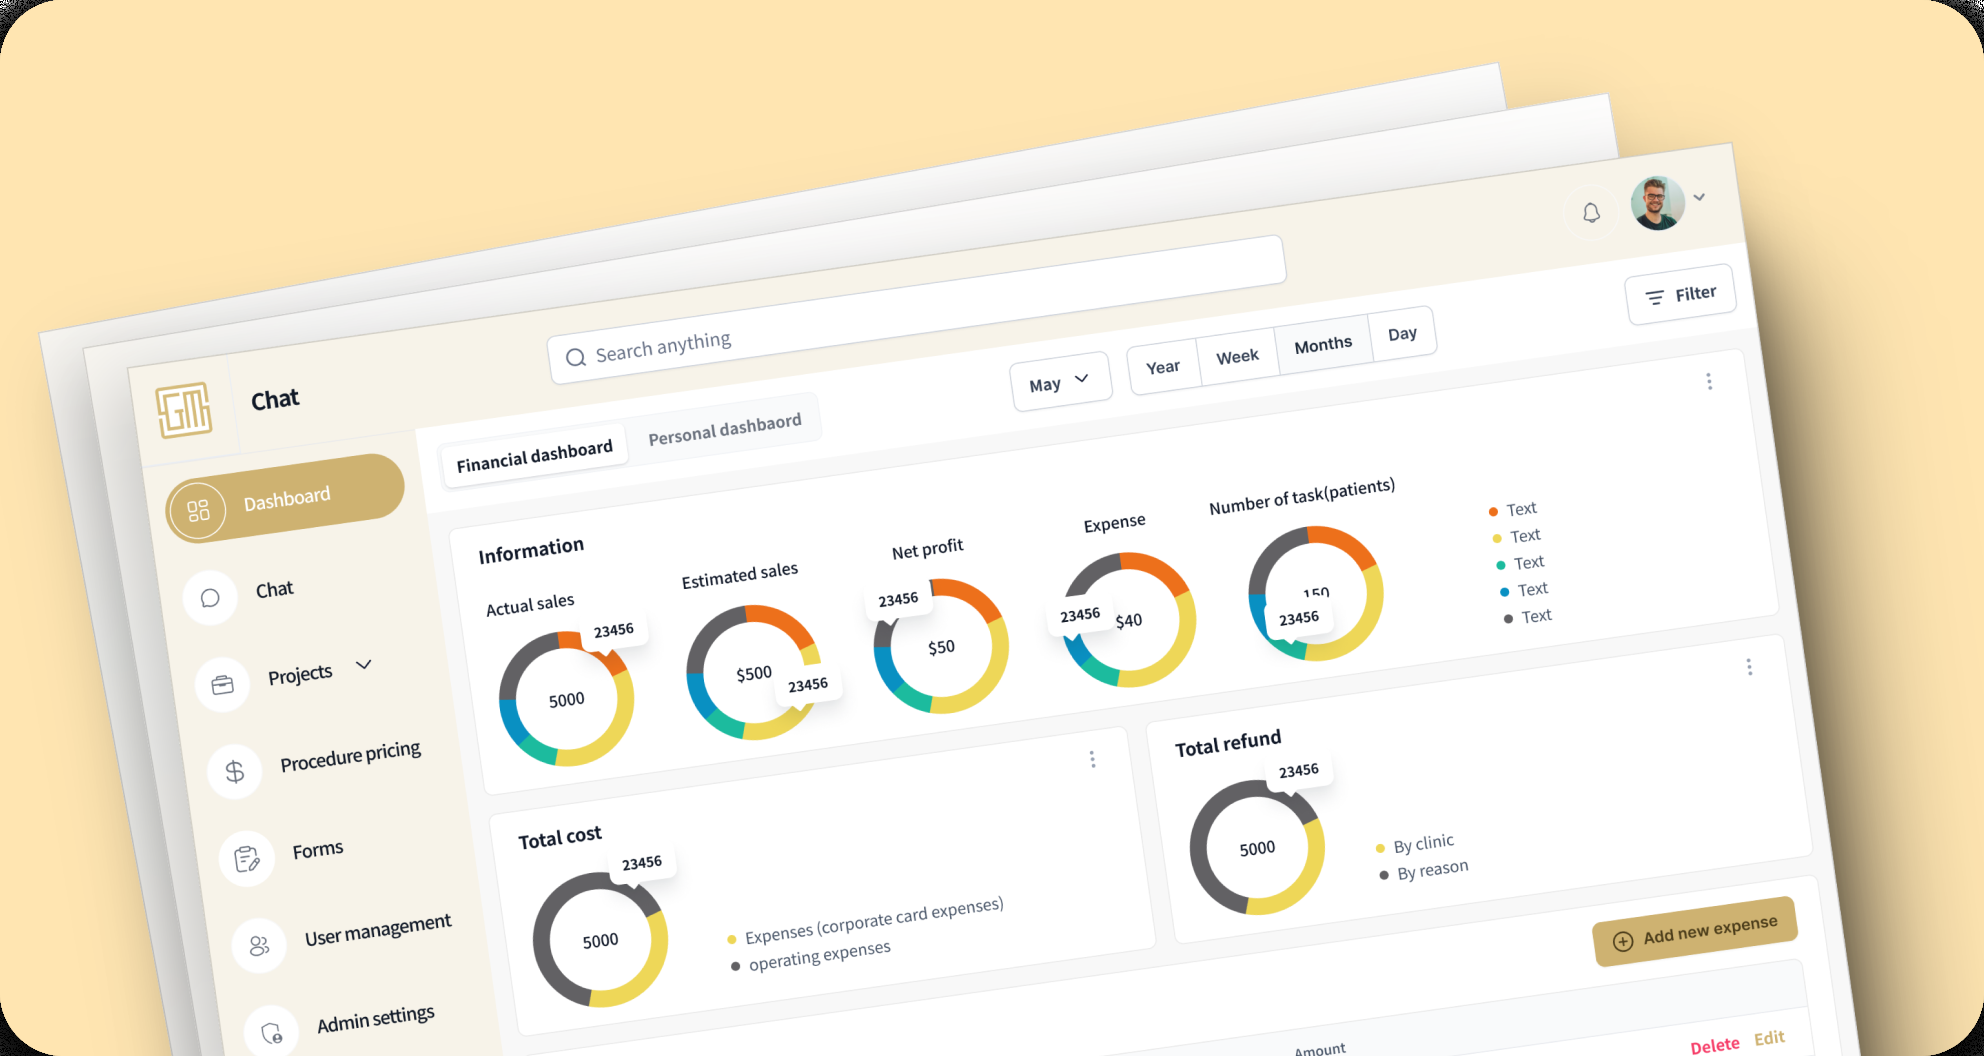 Chat
Search anything
Filter
Financial dashboard
Personal dashbaord
May
Year
Week
Months
Day
Dashboard
Chat
Projects
Procedure pricing
Forms
User management
Admin settings
Information
Actual sales
23456
5000
Estimated sales
$500
23456
Net profit
23456
$50
Expense
23456
$40
Number of task(patients)
150
23456
Text
Text
Text
Text
Text
Total cost
23456
5000
Expenses (corporate card expenses)
operating expenses
Total refund
23456
5000
By clinic
By reason
Add new expense
Amount
Delete
Edit